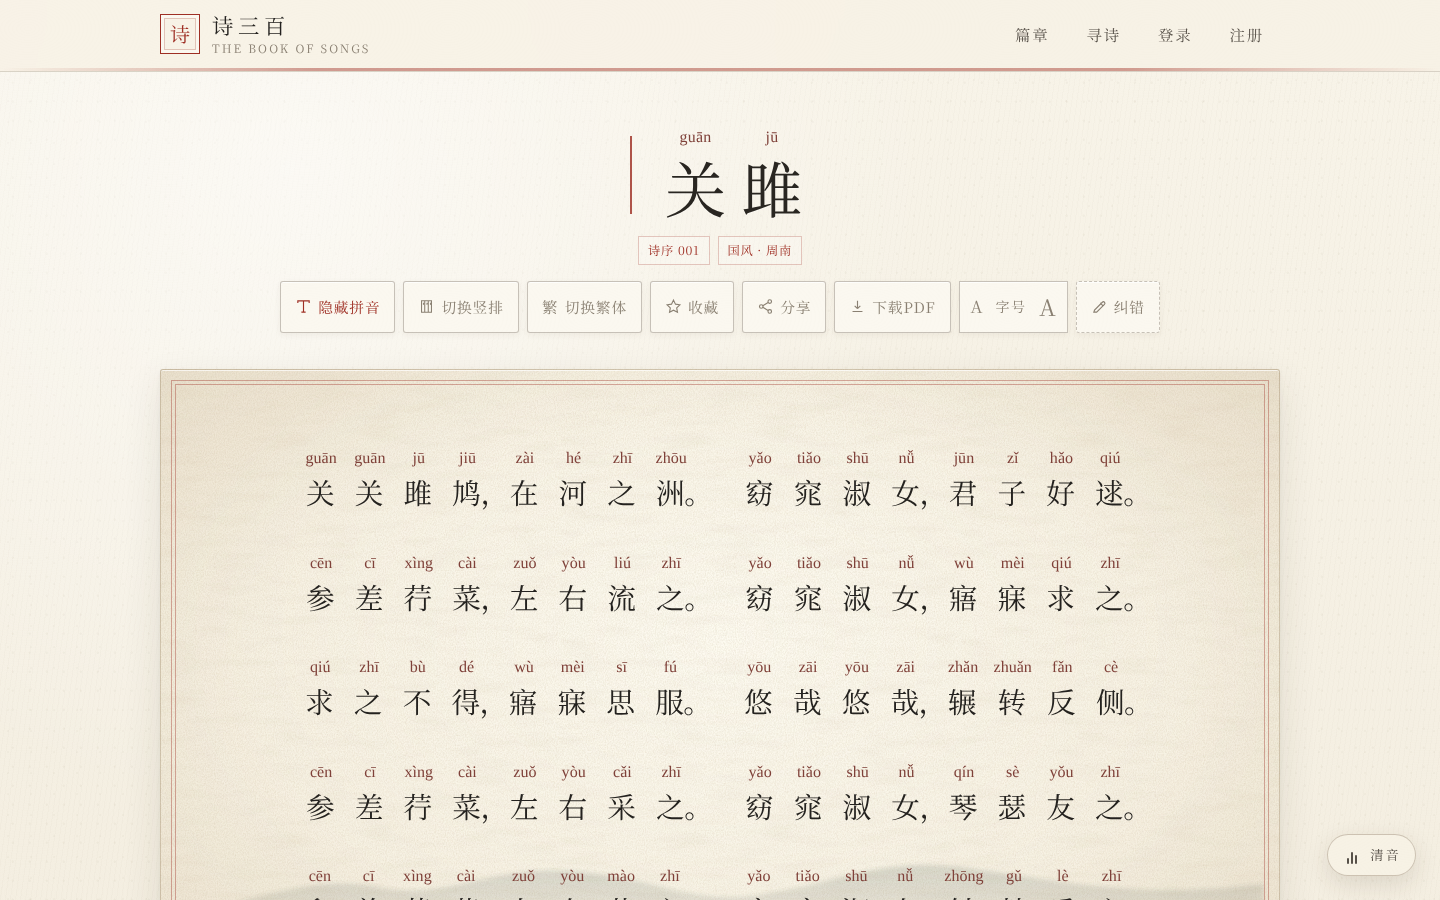 诗 诗三百
THE BOOK OF SONGS
篇章 寻诗 登录 注册
guān jū
关雎
诗序 001 国风 · 周南
隐藏拼音 切换竖排 繁 切换繁体 收藏 分享 下载PDF A 字号 A 纠错
guān guān jū jiū zài hé zhī zhōu yǎo tiǎo shū nǚ jūn zǐ hǎo qiú
关关雎鸠，在河之洲。 窈窕淑女，君子好逑。
cēn cī xìng cài zuǒ yòu liú zhī yǎo tiǎo shū nǚ wù mèi qiú zhī
参差荇菜，左右流之。 窈窕淑女，寤寐求之。
qiú zhī bù dé wù mèi sī fú yōu zāi yōu zāi zhǎn zhuǎn fǎn cè
求之不得，寤寐思服。 悠哉悠哉，辗转反侧。
cēn cī xìng cài zuǒ yòu cǎi zhī yǎo tiǎo shū nǚ qín sè yǒu zhī
参差荇菜，左右采之。 窈窕淑女，琴瑟友之。
cēn cī xìng cài zuǒ yòu mào zhī yǎo tiǎo shū nǚ zhōng gǔ lè zhī
清音